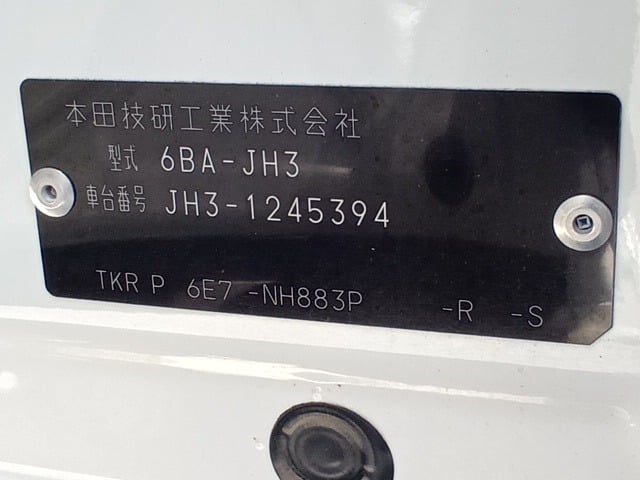 本田技研工業株式会社
型式 6BA-JH3
車台番号 JH3-1245394
TKR P 6E7 -NH883P -R -S